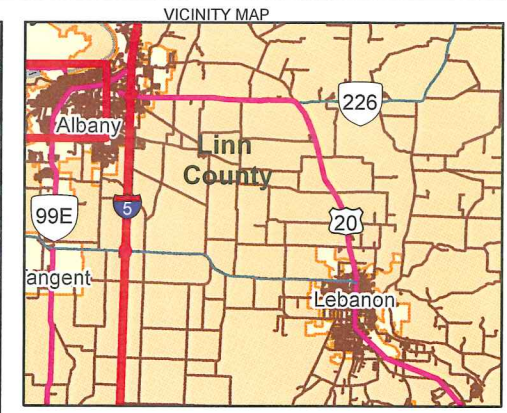 VICINITY MAP
226
Albany
Linn
County
99E
5
20
angent
Lebanon